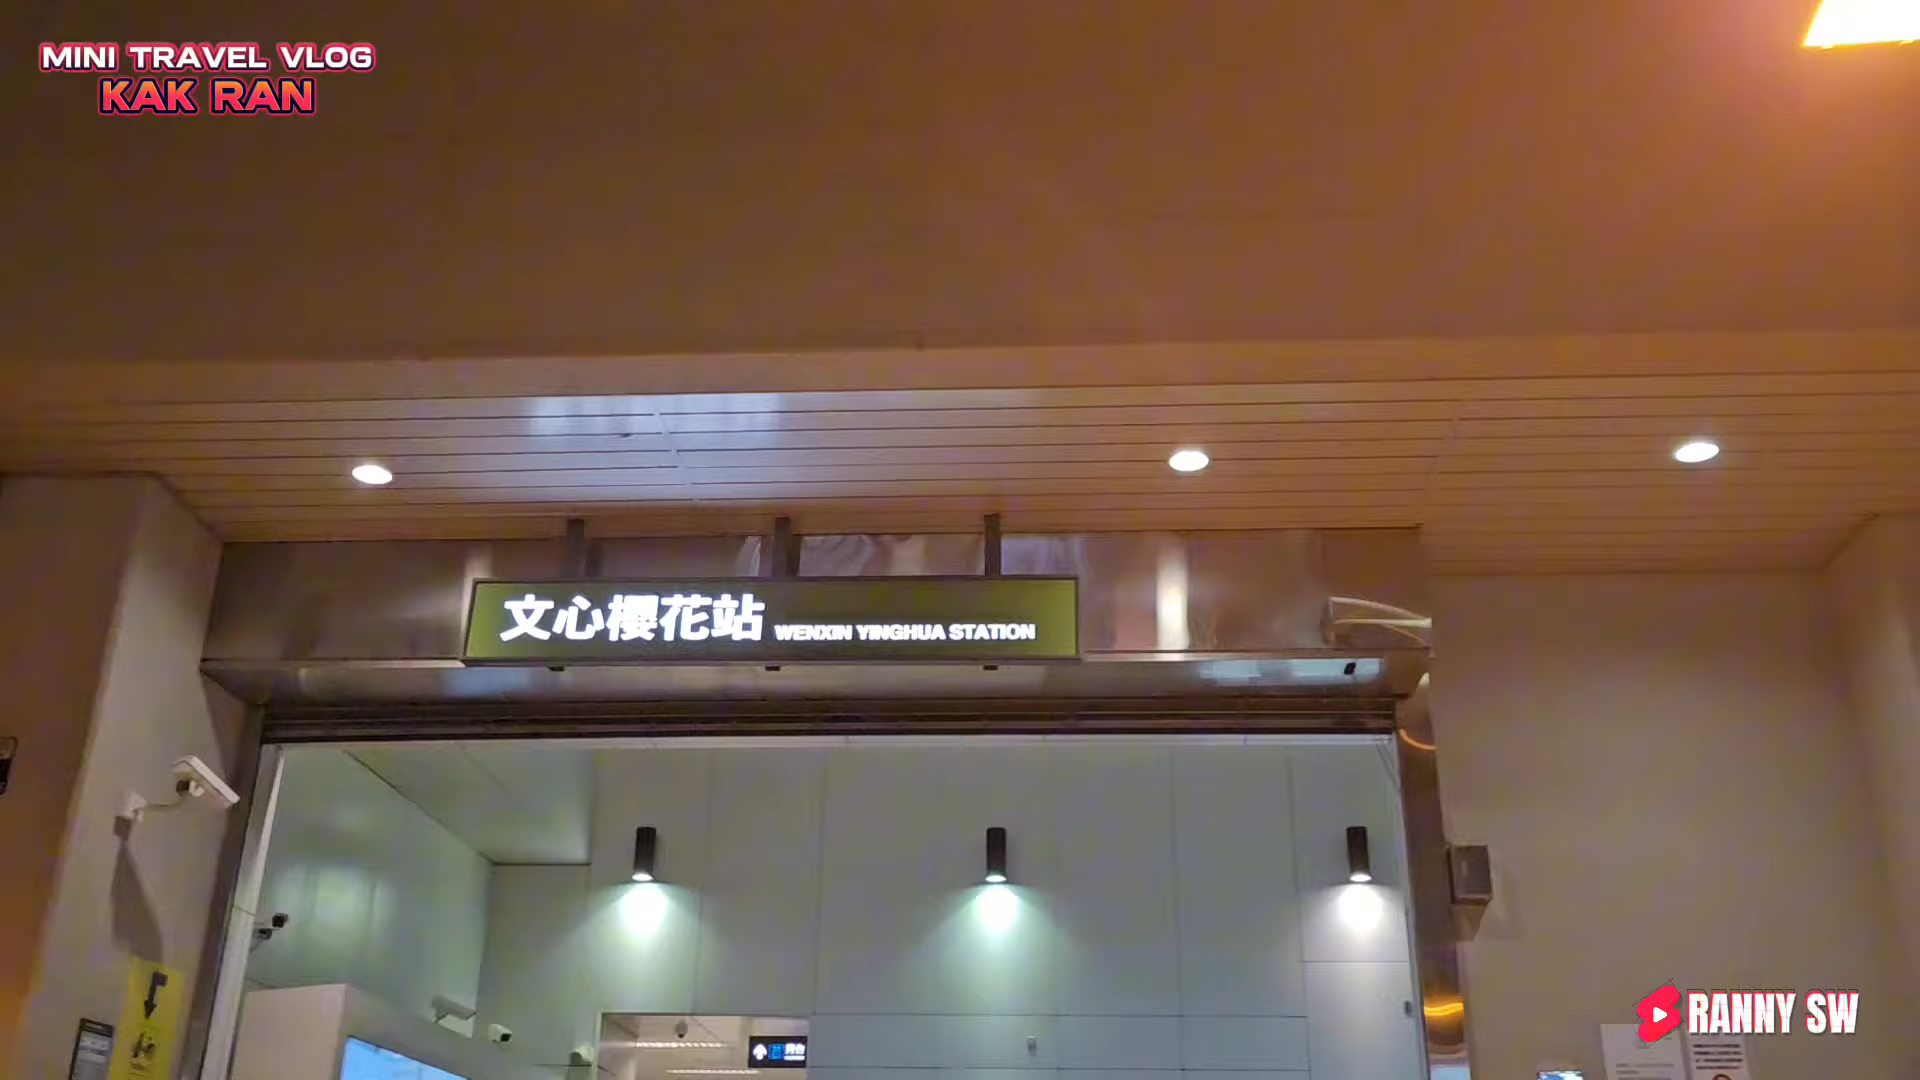 MINI TRAVEL VLOG
KAK RAN
文心櫻花站 WENXIN YINGHUA STATION
RANNY SW